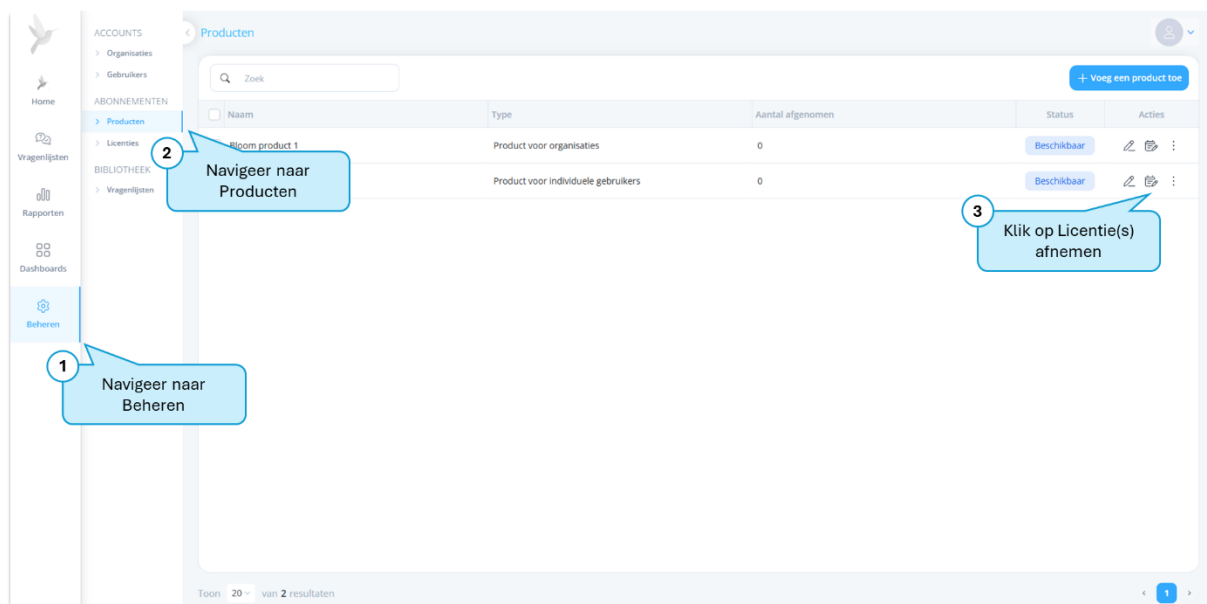 ACCOUNTS
Organisaties
Gebruikers
ABONNEMENTEN
Producten
Licenties
BIBLIOTHEEK
Vragenlijsten
Home
Vragenlijsten
Rapporten
Dashboards
Beheren
Producten
Zoek
+ Voeg een product toe
Naam Type Aantal afgenomen Status Acties
Bloom product 1 Product voor organisaties 0 Beschikbaar
Product voor individuele gebruikers 0 Beschikbaar
1
Navigeer naar
Beheren
2
Navigeer naar
Producten
3
Klik op Licentie(s)
afnemen
Toon 20 van 2 resultaten
1